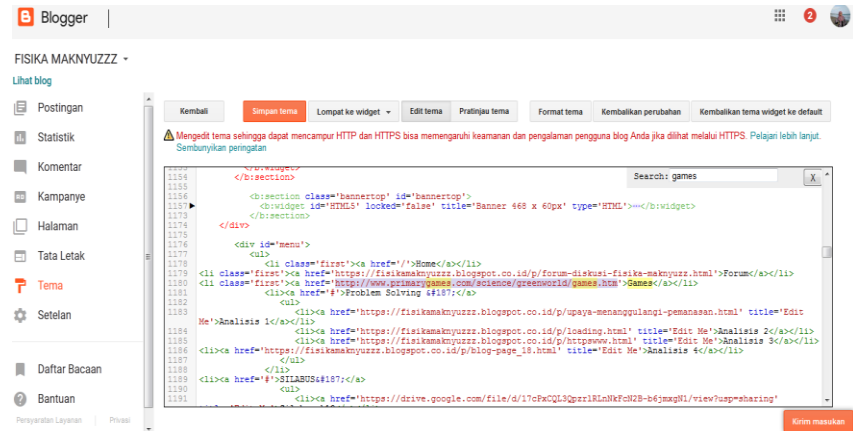 Blogger
2
FISIKA MAKNYUZZZ
Lihat blog
Postingan
Statistik
Komentar
Kampanye
Halaman
Tata Letak
Tema
Setelan
Daftar Bacaan
Bantuan
Persyaratan Layanan | Privasi
Kembali Simpan tema Lompat ke widget Edit tema Pratinjau tema Format tema Kembalikan perubahan Kembalikan tema widget ke default
Mengedit tema sehingga dapat mencampur HTTP dan HTTPS bisa memengaruhi keamanan dan pengalaman pengguna blog Anda jika dilihat melalui HTTPS. Pelajari lebih lanjut.
Sembunyikan peringatan
Search: games X
1153 </b:widget>
1154 </b:section>
1155
1156 <b:section class='bannertop' id='bannertop'>
1157 <b:widget id='HTML5' locked='false' title='Banner 468 x 60px' type='HTML'>⋯</b:widget>
1173 </b:section>
1174 </div>
1175
1176 <div id='menu'>
1177 <ul>
1178 <li class='first'><a href='/'>Home</a></li>
1179 <li class='first'><a href='https://fisikamaknyuzzz.blogspot.co.id/p/forum-diskusi-fisika-maknyuzz.html'>Forum</a></li>
1180 <li class='first'><a href='http://www.primarygames.com/science/greenworld/games.htm'>Games</a></li>
1181 <li><a href='#'>Problem Solving &#187;</a>
1182 <ul>
1183 <li><a href='https://fisikamaknyuzzz.blogspot.co.id/p/upaya-menanggulangi-pemanasan.html' title='Edit
Me'>Analisis 1</a></li>
1184 <li><a href='https://fisikamaknyuzzz.blogspot.co.id/p/loading.html' title='Edit Me'>Analisis 2</a></li>
1185 <li><a href='https://fisikamaknyuzzz.blogspot.co.id/p/httpswww.html' title='Edit Me'>Analisis 3</a></li>
1186 <li><a href='https://fisikamaknyuzzz.blogspot.co.id/p/blog-page_18.html' title='Edit Me'>Analisis 4</a></li>
1187 </ul>
1188 </li>
1189 <li><a href='#'>SILABUS&#187;</a>
1190 <ul>
1191 <li><a href='https://drive.google.com/file/d/17cPxCQL3Qpzr1RLnNkFcN2B-b6jmxgN1/view?usp=sharing'
Kirim masukan